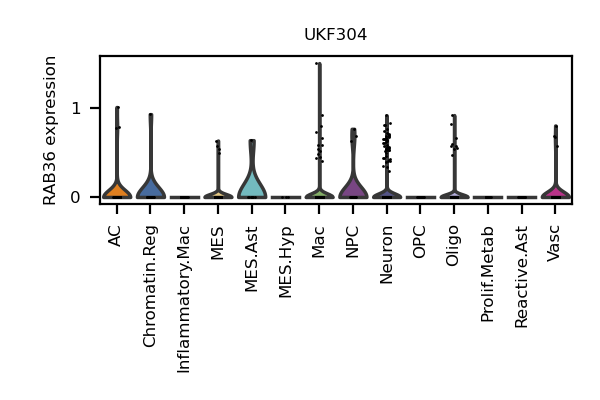 UKF304
RAB36 expression
1
0
AC
Chromatin.Reg
Inflammatory.Mac
MES
MES.Ast
MES.Hyp
Mac
NPC
Neuron
OPC
Oligo
Prolif.Metab
Reactive.Ast
Vasc